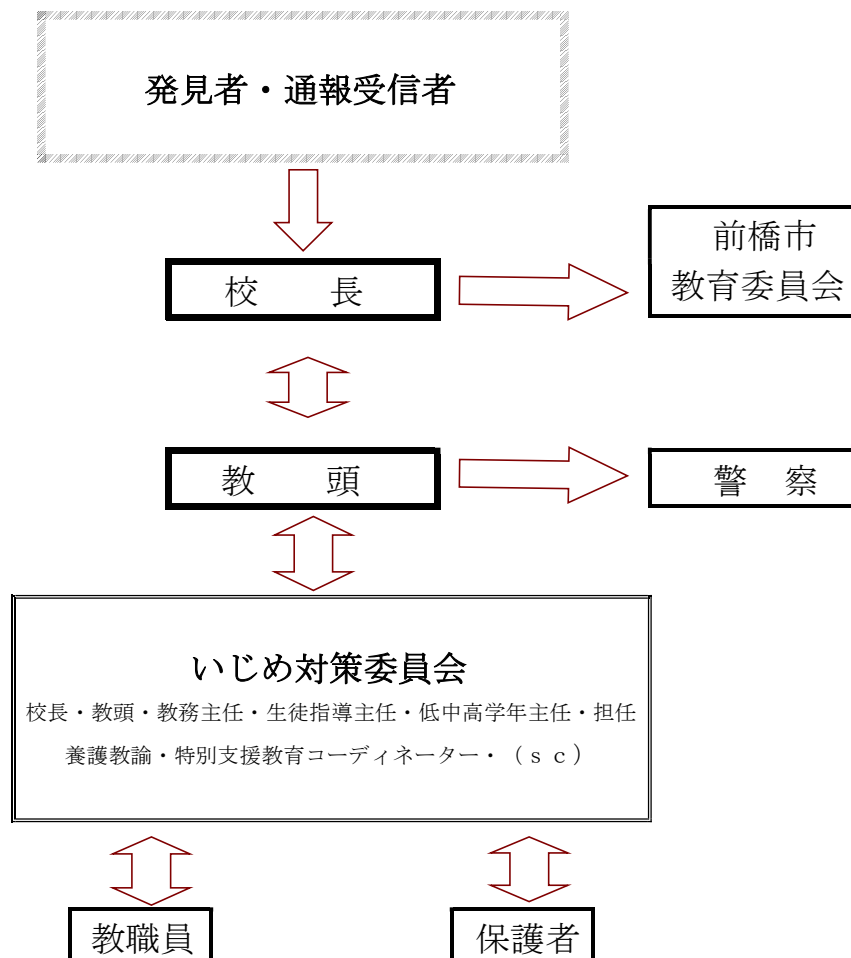 発見者・通報受信者
前橋市
教育委員会
校　　長
教　　頭
警　察
いじめ対策委員会
校長・教頭・教務主任・生徒指導主任・低中高学年主任・担任
養護教諭・特別支援教育コーディネーター・（ｓｃ）
教職員
保護者